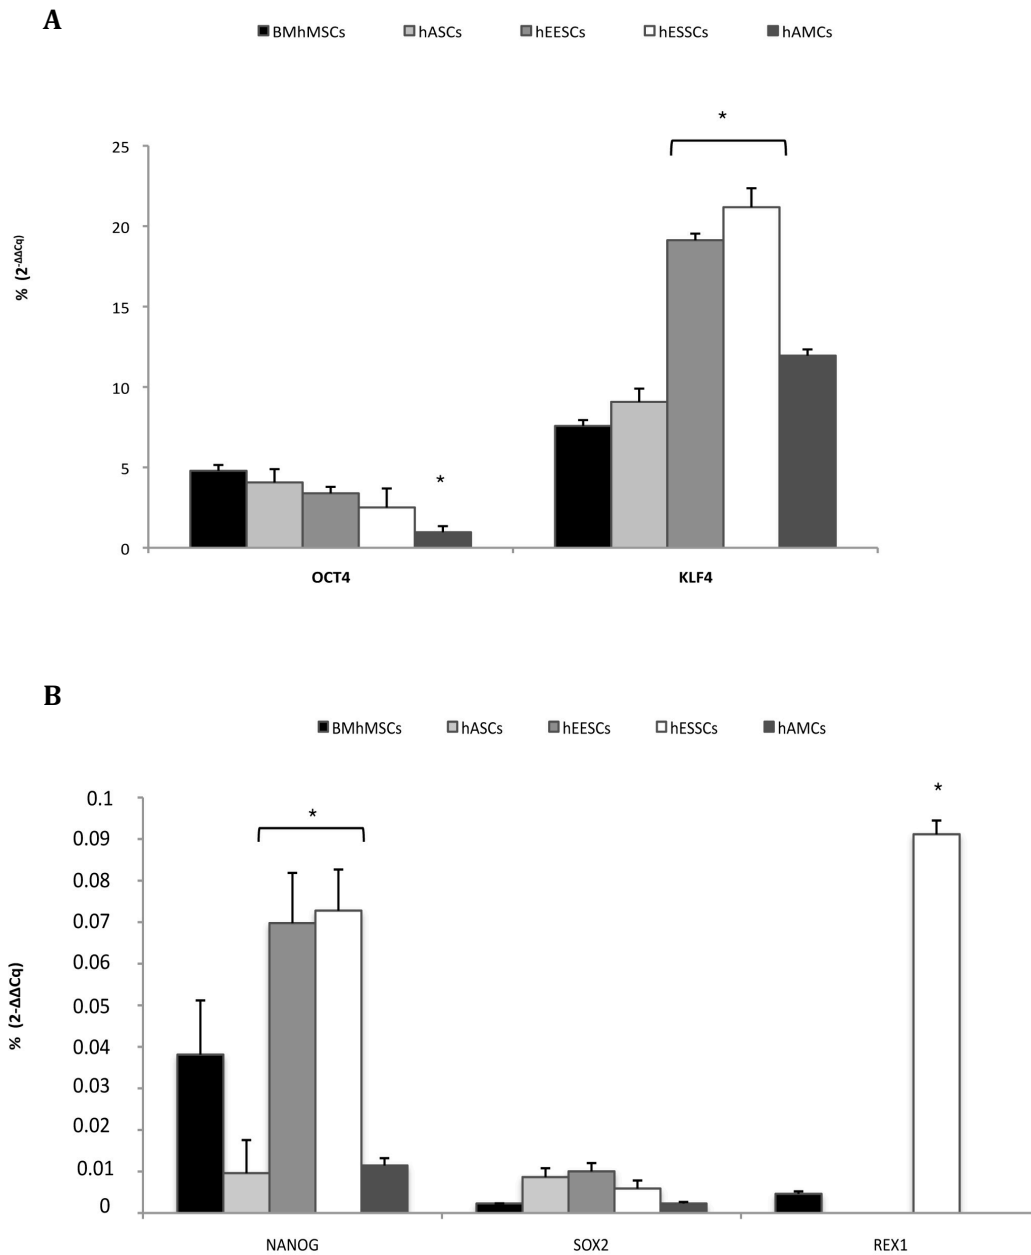 A
BMhMSCs hASCs hEESCs hESSCs hAMCs
*
25
20
15
10
5
0
% (2-ΔΔCq)
*
OCT4 KLF4
B
BMhMSCs hASCs hEESCs hESSCs hAMCs
*
*
0.1
0.09
0.08
0.07
0.06
0.05
0.04
0.03
0.02
0.01
0
% (2-ΔΔCq)
NANOG SOX2 REX1